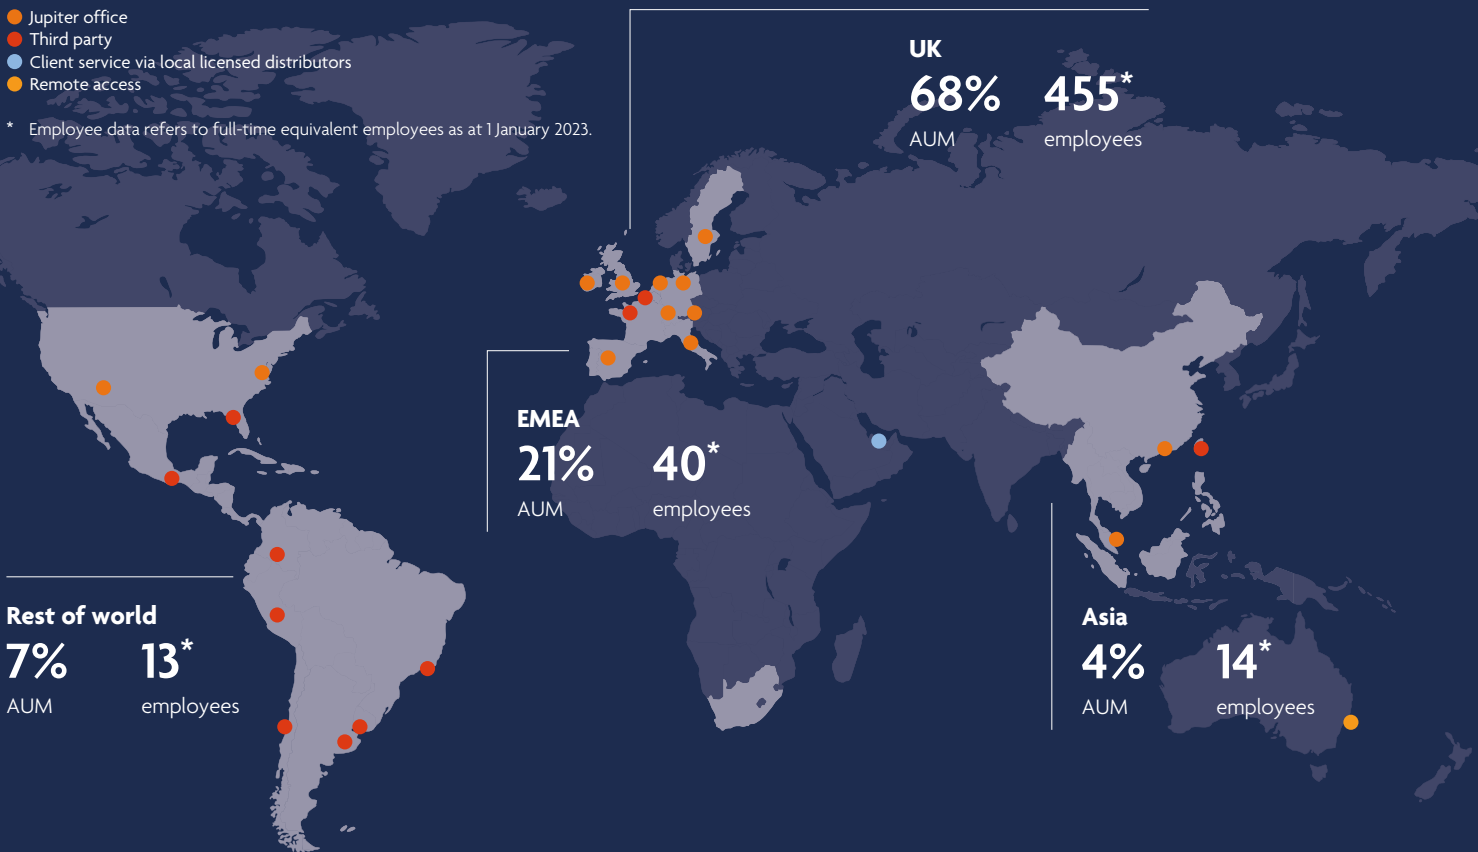 Jupiter office
Third party
Client service via local licensed distributors
Remote access
* Employee data refers to full-time equivalent employees as at 1 January 2023.
UK
68% 455*
AUM employees
EMEA
21% 40*
AUM employees
Rest of world
7% 13*
AUM employees
Asia
4% 14*
AUM employees